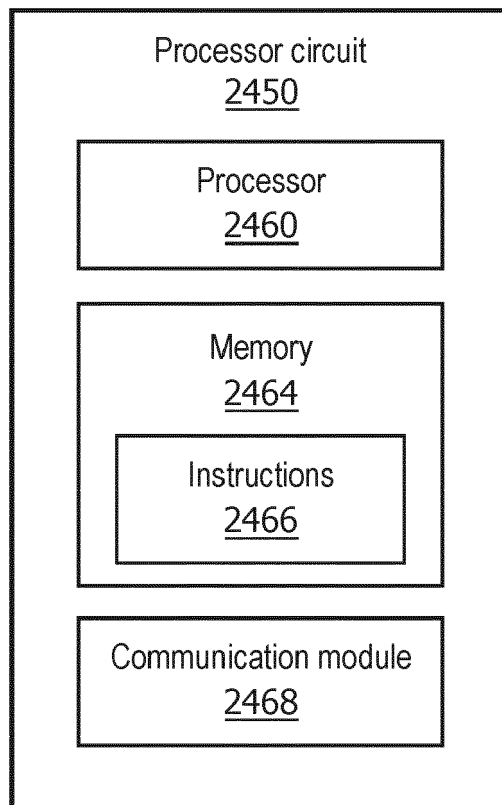 Processor circuit
2450
Processor
2460
Memory
2464
Instructions
2466
Communication module
2468